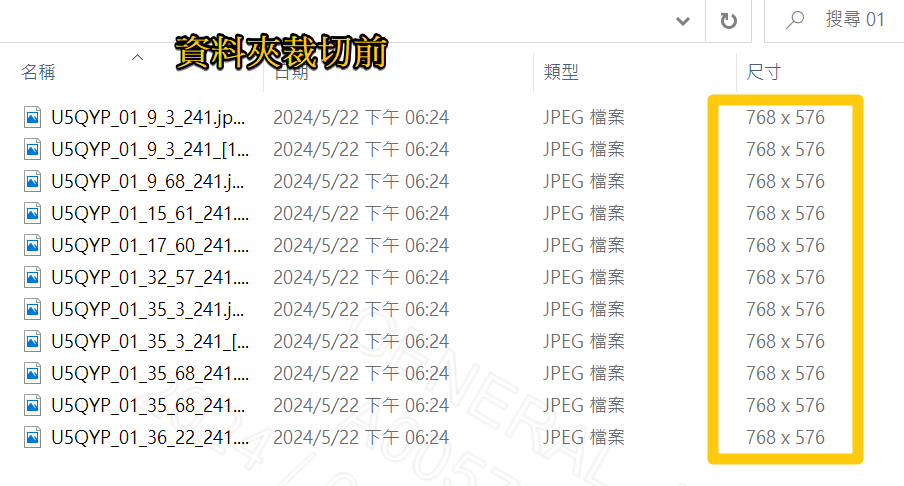 搜尋 01
資料夾裁切前
名稱 日期 類型 尺寸
U5QYP_01_9_3_241.jp... 2024/5/22 下午 06:24 JPEG 檔案 768 x 576
U5QYP_01_9_3_241_[1... 2024/5/22 下午 06:24 JPEG 檔案 768 x 576
U5QYP_01_9_68_241.j... 2024/5/22 下午 06:24 JPEG 檔案 768 x 576
U5QYP_01_15_61_241.... 2024/5/22 下午 06:24 JPEG 檔案 768 x 576
U5QYP_01_17_60_241.... 2024/5/22 下午 06:24 JPEG 檔案 768 x 576
U5QYP_01_32_57_241.... 2024/5/22 下午 06:24 JPEG 檔案 768 x 576
U5QYP_01_35_3_241.j... 2024/5/22 下午 06:24 JPEG 檔案 768 x 576
U5QYP_01_35_3_241_[... 2024/5/22 下午 06:24 JPEG 檔案 768 x 576
U5QYP_01_35_68_241.... 2024/5/22 下午 06:24 JPEG 檔案 768 x 576
U5QYP_01_35_68_241... 2024/5/22 下午 06:24 JPEG 檔案 768 x 576
U5QYP_01_36_22_241.... 2024/5/22 下午 06:24 JPEG 檔案 768 x 576
GENERAL